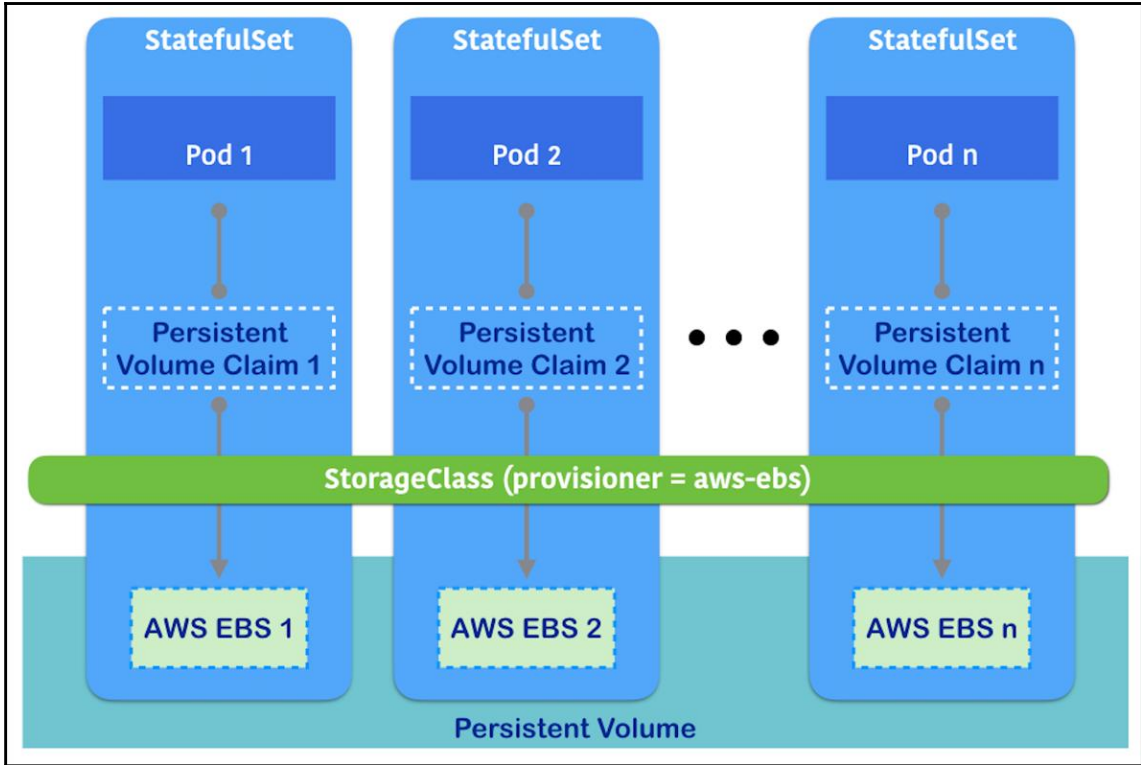 StatefulSet
StatefulSet
StatefulSet
Pod 1
Pod 2
Pod n
Persistent
Volume Claim 1
Persistent
Volume Claim 2
Persistent
Volume Claim n
StorageClass (provisioner = aws-ebs)
AWS EBS 1
AWS EBS 2
AWS EBS n
Persistent Volume